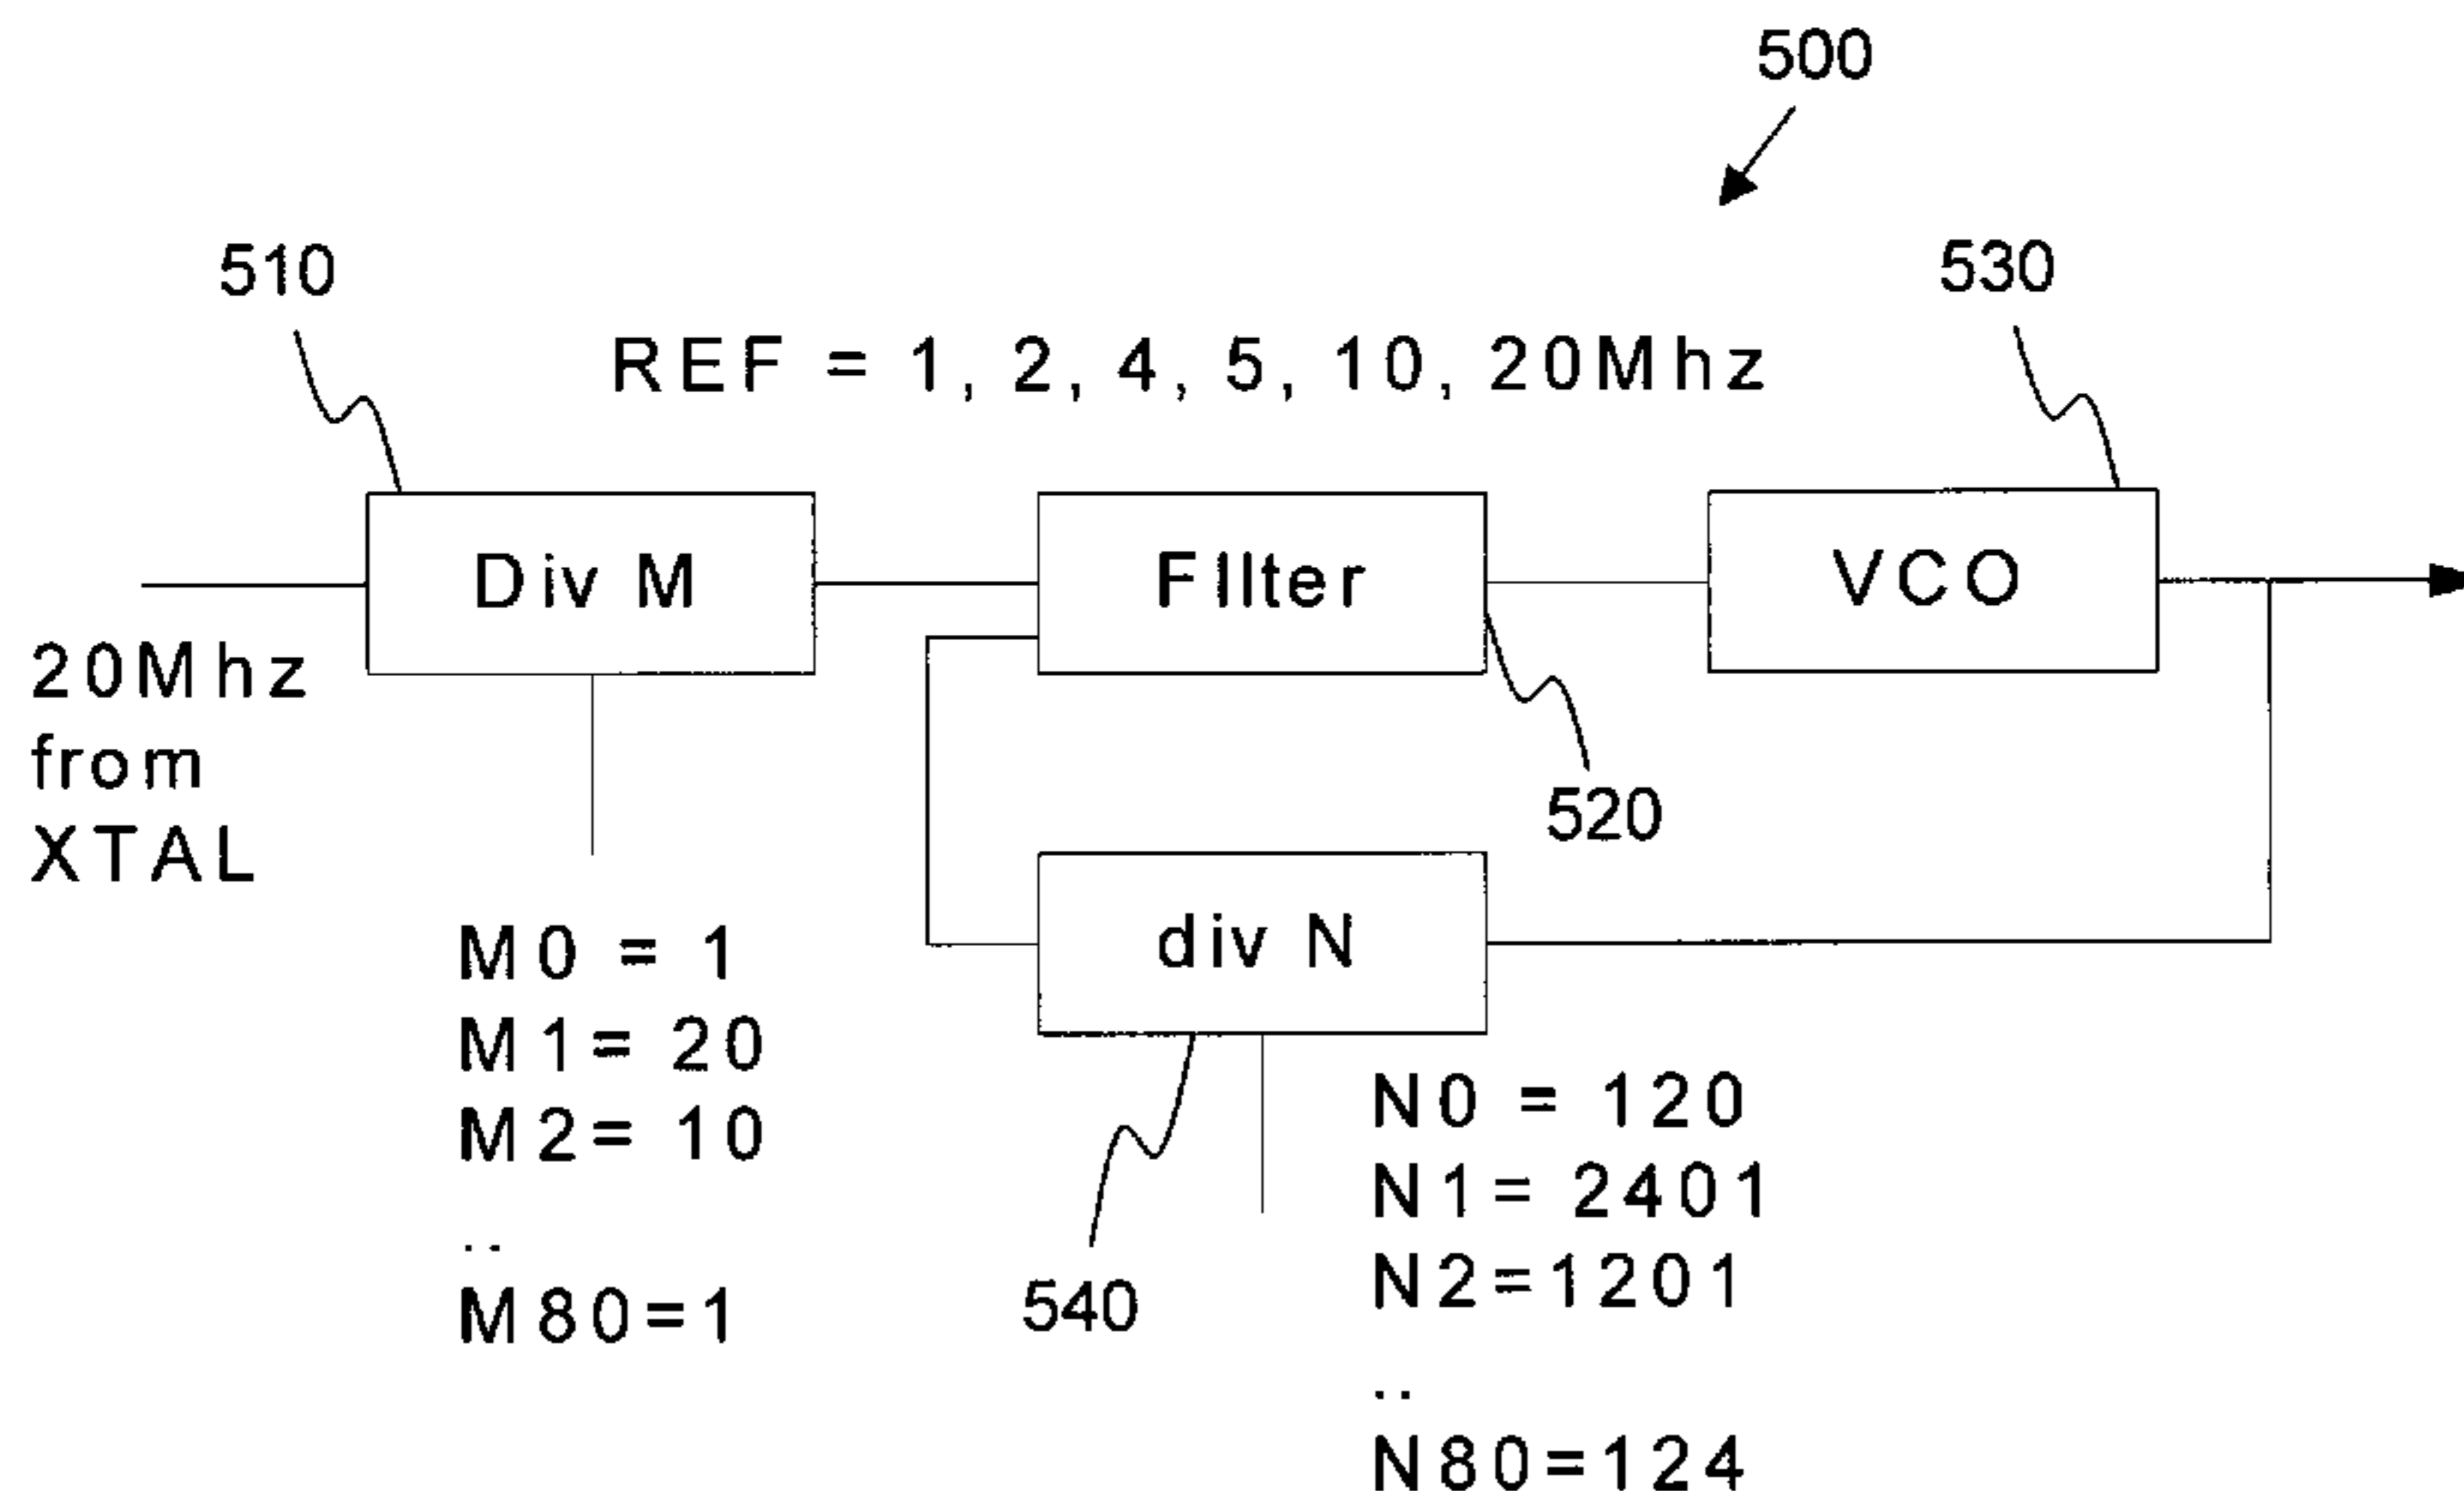 500
510
530
REF = 1, 2, 4, 5, 10, 20Mhz
Div M
FIlter
VCO
20Mhz
from
XTAL
520
div N
M0 = 1
M1= 20
M2= 10
..
M80=1
540
N0 = 120
N1= 2401
N2=1201
..
N80=124